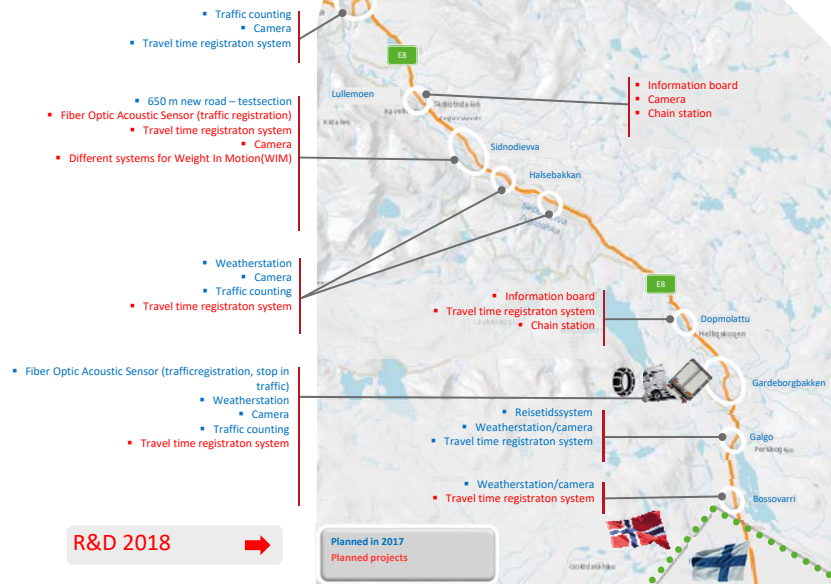 ▪ Traffic counting
▪ Camera
▪ Travel time registraton system
E8
Lullemoen
▪ Information board
▪ Camera
▪ Chain station
▪ 650 m new road – testsection
▪ Fiber Optic Acoustic Sensor (traffic registration)
▪ Travel time registraton system
▪ Camera
▪ Different systems for Weight In Motion(WIM)
Sidnodievva
Halsebakkan
▪ Weatherstation
▪ Camera
▪ Traffic counting
▪ Travel time registraton system
E8
▪ Information board
▪ Travel time registraton system
▪ Chain station
Dopmolattu
Helligskogen
▪ Fiber Optic Acoustic Sensor (trafficregistration, stop in
traffic)
▪ Weatherstation
▪ Camera
▪ Traffic counting
▪ Travel time registraton system
Gardeborgbakken
▪ Reisetidssystem
▪ Weatherstation/camera
▪ Travel time registraton system
Galgo
▪ Weatherstation/camera
▪ Travel time registraton system
Bossovarri
R&D 2018
Planned in 2017
Planned projects